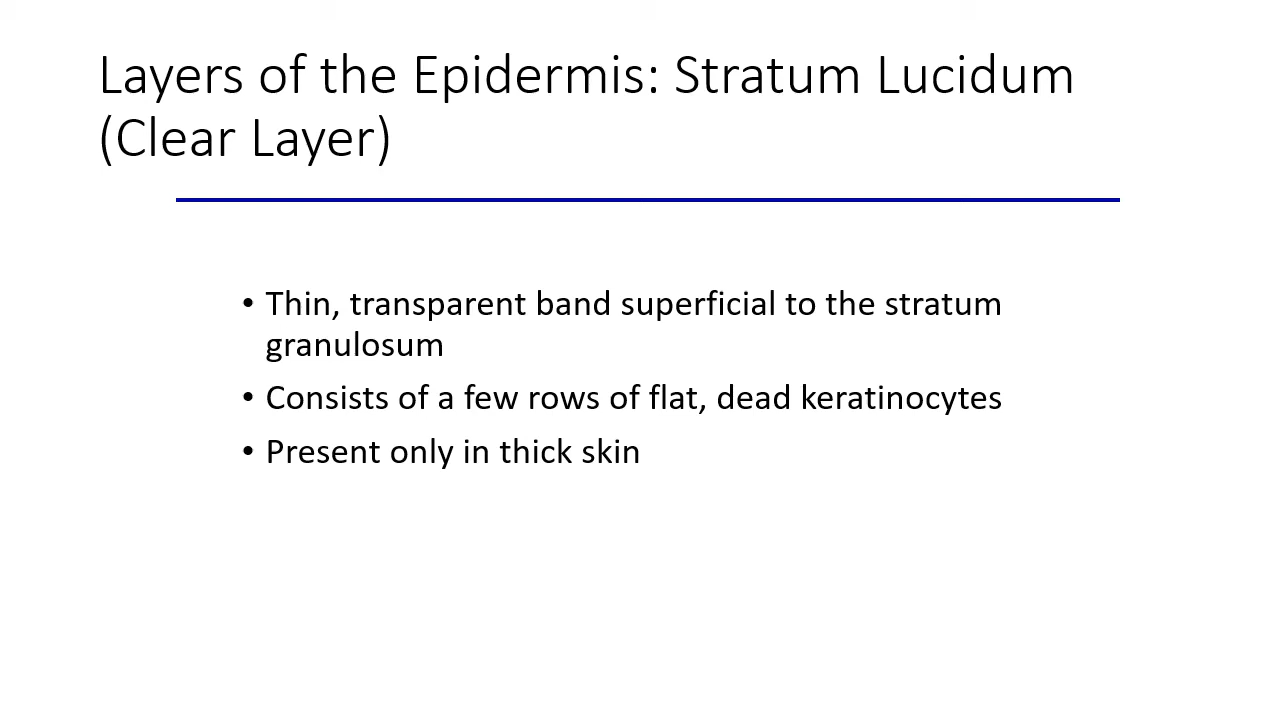 Layers of the Epidermis: Stratum Lucidum
(Clear Layer)
• Thin, transparent band superficial to the stratum
granulosum
• Consists of a few rows of flat, dead keratinocytes
• Present only in thick skin